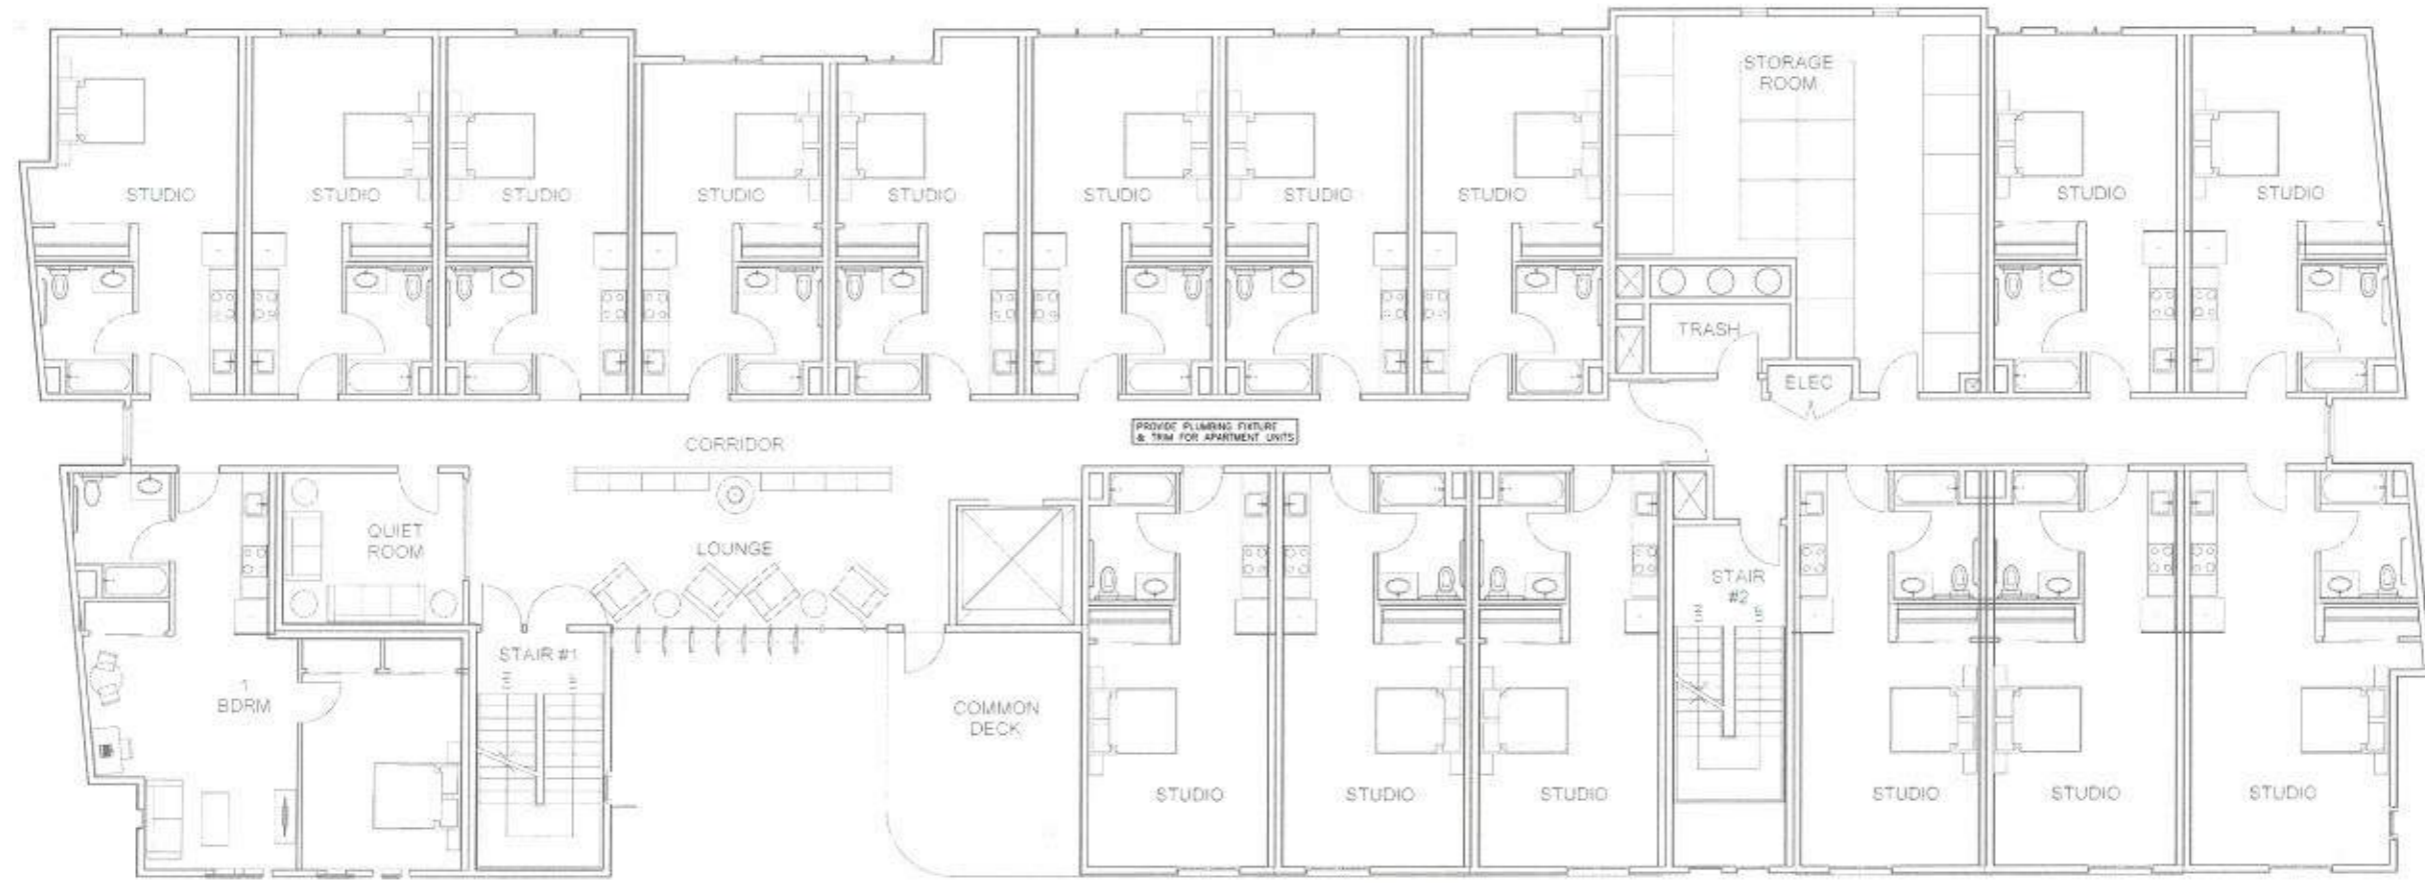 STORAGE
ROOM
STUDIO
STUDIO
STUDIO
STUDIO
STUDIO
STUDIO
STUDIO
STUDIO
STUDIO
STUDIO
TRASH
ELEC
PROVIDE PLUMBING FIXTURE
& TRIM FOR APARTMENT UNITS
CORRIDOR
QUIET
ROOM
LOUNGE
STAIR
#2
STAIR #1
1
BDRM
COMMON
DECK
STUDIO
STUDIO
STUDIO
STUDIO
STUDIO
STUDIO